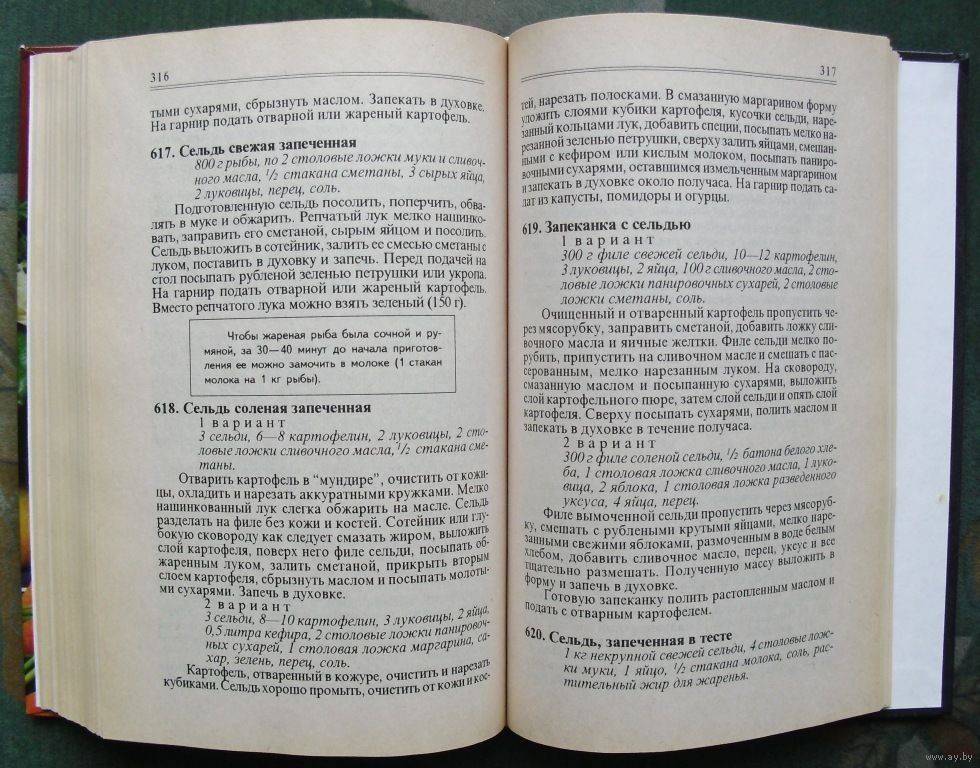 316
тыми сухарями, сбрызнуть маслом. Запекать в духовке.
На гарнир подать отварной или жареный картофель.
617. Сельдь свежая запеченная
800 г рыбы, по 2 столовые ложки муки и сливоч-
ного масла, 1/2 стакана сметаны, 3 сырых яйца,
2 луковицы, перец, соль.
Подготовленную сельдь посолить, поперчить, обва-
лять в муке и обжарить. Репчатый лук мелко нашинко-
вать, заправить его сметаной, сырым яйцом и посолить.
Сельдь выложить в сотейник, залить ее смесью сметаны с
луком, поставить в духовку и запечь. Перед подачей на
стол посыпать рубленой зеленью петрушки или укропа.
На гарнир подать отварной или жареный картофель.
Вместо репчатого лука можно взять зеленый (150 г).
Чтобы жареная рыба была сочной и ру-
мяной, за 30—40 минут до начала приготов-
ления ее можно замочить в молоке (1 стакан
молока на 1 кг рыбы).
618. Сельдь соленая запеченная
1 вариант
3 сельди, 6—8 картофелин, 2 луковицы, 2 сто-
ловые ложки сливочного масла, 1/2 стакана сме-
таны.
Отварить картофель в “мундире”, очистить от кожи-
цы, охладить и нарезать аккуратными кружками. Мелко
нашинкованный лук слегка обжарить на масле. Сельдь
разделать на филе без кожи и костей. Сотейник или глу-
бокую сковороду как следует смазать жиром, выложить
слой картофеля, поверх него филе сельди, посыпать об-
жаренным луком, залить сметаной, прикрыть вторым
слоем картофеля, сбрызнуть маслом и посыпать молоты-
ми сухарями. Запечь в духовке.
2 вариант
3 сельди, 8—10 картофелин, 3 луковицы, 2 яйца,
0,5 литра кефира, 2 столовые ложки панировоч-
ных сухарей, 1 столовая ложка маргарина, са-
хар, зелень, перец, соль.
Картофель, отваренный в кожуре, очистить и нарезать
кубиками. Сельдь хорошо промыть, очистить от кожи и кос-
317
тей, нарезать полосками. В смазанную маргарином форму
уложить слоями кубики картофеля, кусочки сельди, наре-
занный кольцами лук, добавить специи, посыпать мелко на-
резанной зеленью петрушки, сверху залить яйцами, смешан-
ными с кефиром или кислым молоком, посыпать паниро-
вочными сухарями, оставшимся измельченным маргарином
и запекать в духовке около получаса. На гарнир подать са-
лат из капусты, помидоры и огурцы.
619. Запеканка с сельдью
1 вариант
300 г филе свежей сельди, 10—12 картофелин,
3 луковицы, 2 яйца, 100 г сливочного масла, 2 сто-
ловые ложки панировочных сухарей, 2 столовые
ложки сметаны, соль.
Очищенный и отваренный картофель пропустить че-
рез мясорубку, заправить сметаной, добавить ложку сли-
вочного масла и яичные желтки. Филе сельди мелко по-
рубить, припустить на сливочном масле и смешать с пас-
серованным, мелко нарезанным луком. На сковороду,
смазанную маслом и посыпанную сухарями, выложить
слой картофельного пюре, затем слой сельди и опять слой
картофеля. Сверху посыпать сухарями, полить маслом и
запекать в духовке в течение получаса.
2 вариант
300 г филе соленой сельди, 1/2 батона белого хле-
ба, 1 столовая ложка сливочного масла, 1 луко-
вица, 2 яблока, 1 столовая ложка разведенного
уксуса, 4 яйца, перец.
Филе вымоченной сельди пропустить через мясоруб-
ку, смешать с рублеными крутыми яйцами, мелко наре-
занными свежими яблоками, размоченным в воде белым
хлебом, добавить сливочное масло, перец, уксус и все
тщательно размешать. Полученную массу выложить в
форму и запечь в духовке.
Готовую запеканку полить растопленным маслом и
подать с отварным картофелем.
620. Сельдь, запеченная в тесте
1 кг некрупной свежей сельди, 4 столовые лож-
ки муки, 1 яйцо, 1/2 стакана молока, соль, рас-
тительный жир для жаренья.
www.ay.by